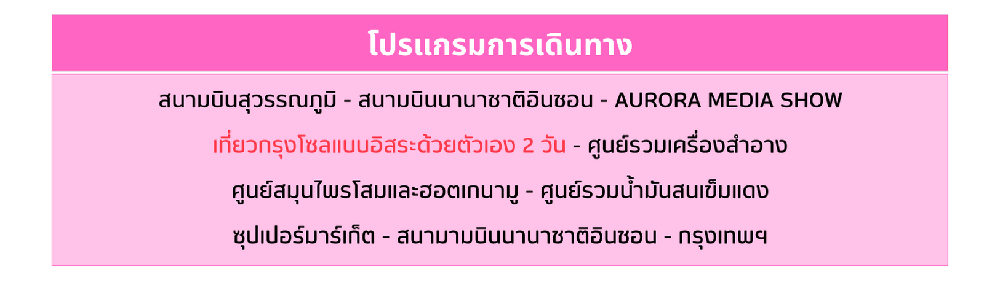 โปรแกรมการเดินทาง
สนามบินสุวรรณภูมิ - สนามบินนานาชาติอินชอน - AURORA MEDIA SHOW
เที่ยวกรุงโซลแบบอิสระด้วยตัวเอง 2 วัน - ศูนย์รวมเครื่องสำอาง
ศูนย์สมุนไพรโสมและฮอตเกนามู - ศูนย์รวมน้ำมันสนเข็มแดง
ซุปเปอร์มาร์เก็ต - สนามามบินนานาชาติอินชอน - กรุงเทพฯ